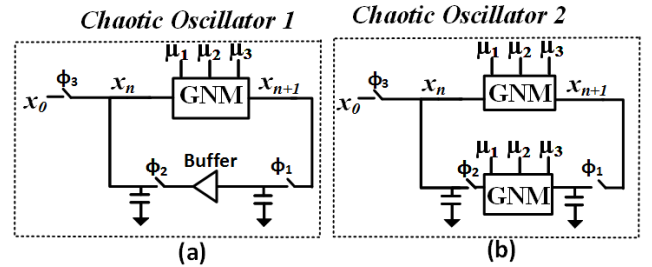 Chaotic Oscillator 1
μ1 μ2 μ3
ϕ3
x0
xn
GNM
xn+1
ϕ2
Buffer
ϕ1
(a)
Chaotic Oscillator 2
μ1 μ2 μ3
ϕ3
x0
xn
GNM
xn+1
μ1 μ2 μ3
ϕ2
GNM
ϕ1
(b)